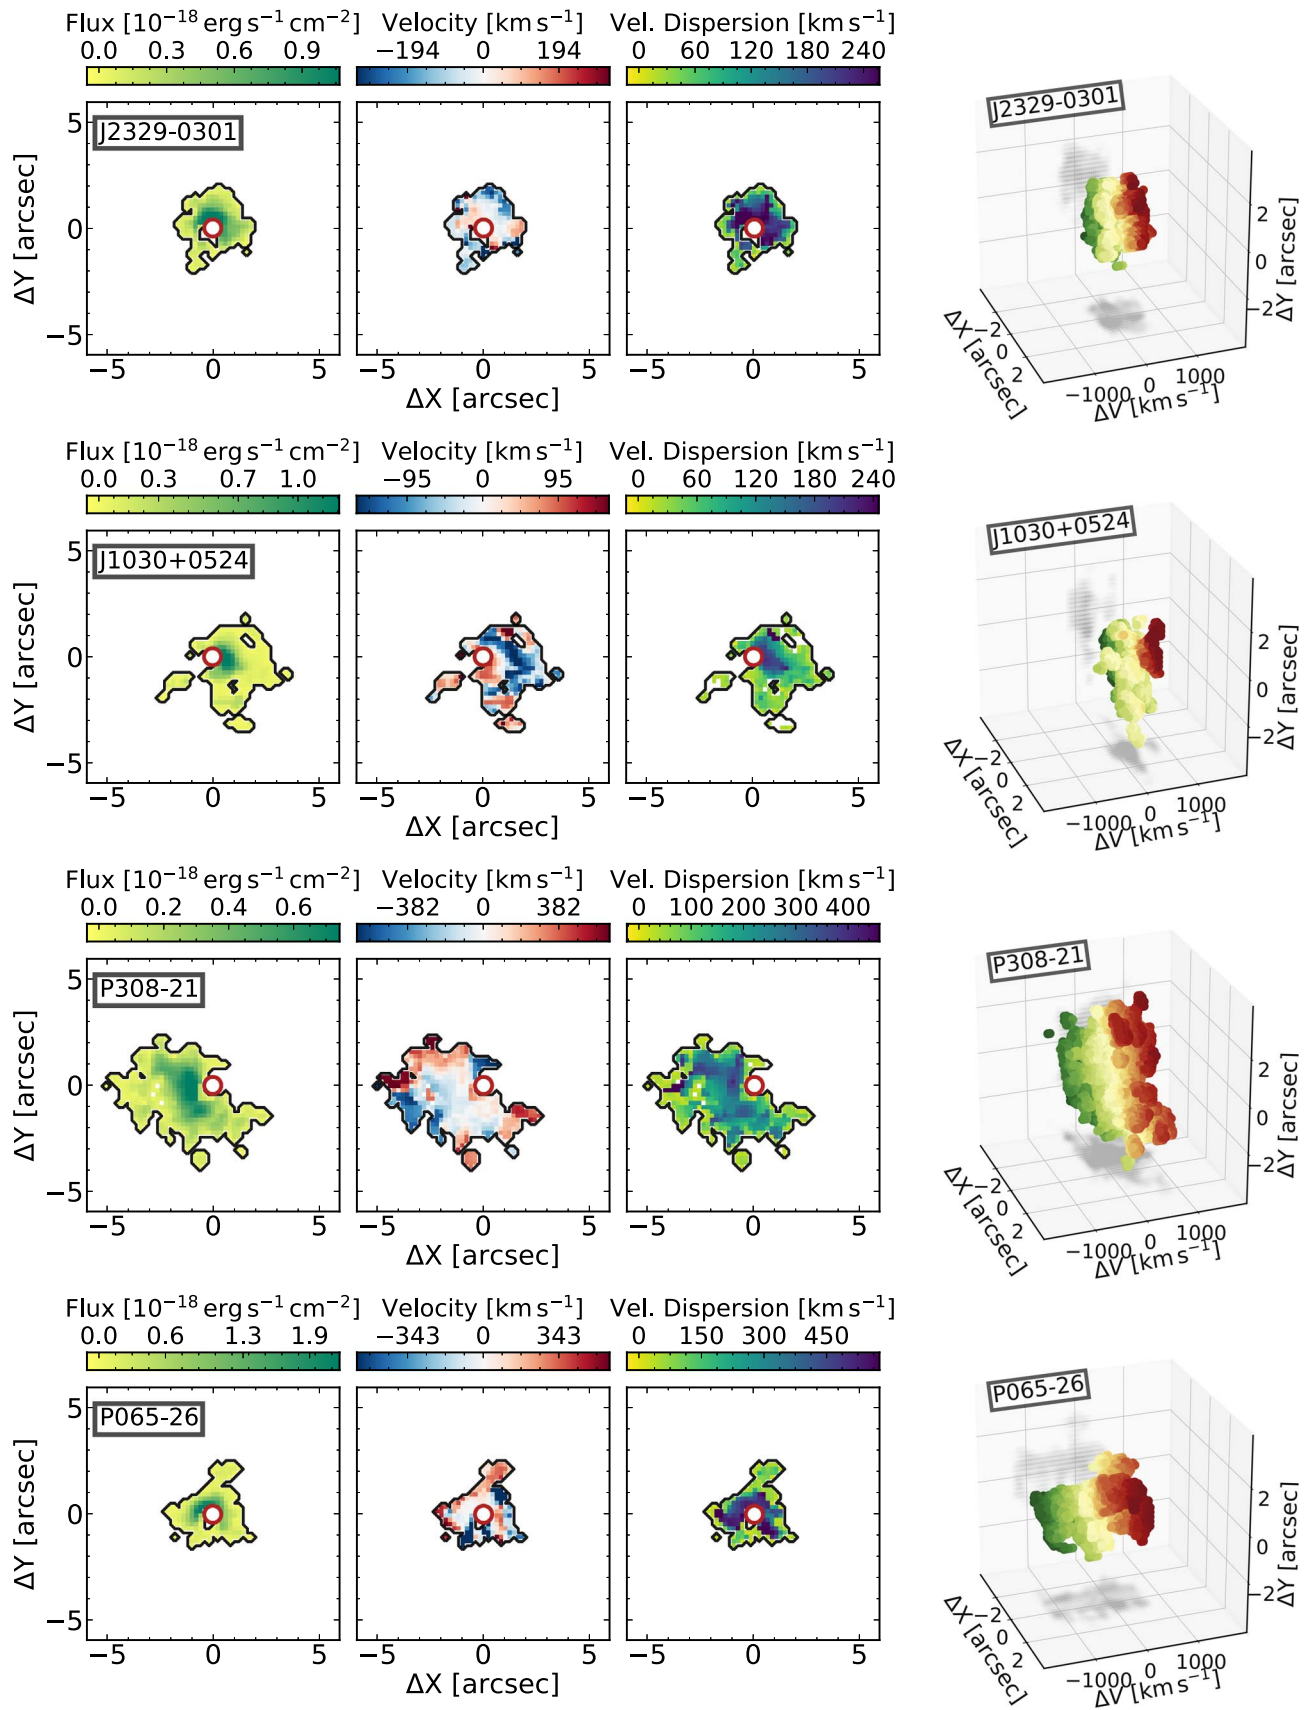 Flux [10⁻¹⁸ erg s⁻¹ cm⁻²] Velocity [km s⁻¹] Vel. Dispersion [km s⁻¹]
0.0 0.3 0.6 0.9 −194 0 194 0 60 120 180 240
J2329-0301 J2329-0301
5
0
−5
ΔY [arcsec]
−5 0 5 −5 0 5 −5 0 5
ΔX [arcsec]
2
0
−2
ΔY [arcsec]
−2
0
2
ΔX [arcsec]
−1000 0 1000
ΔV [km s⁻¹]
Flux [10⁻¹⁸ erg s⁻¹ cm⁻²] Velocity [km s⁻¹] Vel. Dispersion [km s⁻¹]
0.0 0.3 0.7 1.0 −95 0 95 0 60 120 180 240
J1030+0524 J1030+0524
5
0
−5
ΔY [arcsec]
−5 0 5 −5 0 5 −5 0 5
ΔX [arcsec]
2
0
−2
ΔY [arcsec]
−2
0
2
ΔX [arcsec]
−1000 0 1000
ΔV [km s⁻¹]
Flux [10⁻¹⁸ erg s⁻¹ cm⁻²] Velocity [km s⁻¹] Vel. Dispersion [km s⁻¹]
0.0 0.2 0.4 0.6 −382 0 382 0 100 200 300 400
P308-21 P308-21
5
0
−5
ΔY [arcsec]
−5 0 5 −5 0 5 −5 0 5
ΔX [arcsec]
2
0
−2
ΔY [arcsec]
−2
0
2
ΔX [arcsec]
−1000 0 1000
ΔV [km s⁻¹]
Flux [10⁻¹⁸ erg s⁻¹ cm⁻²] Velocity [km s⁻¹] Vel. Dispersion [km s⁻¹]
0.0 0.6 1.3 1.9 −343 0 343 0 150 300 450
P065-26 P065-26
5
0
−5
ΔY [arcsec]
−5 0 5 −5 0 5 −5 0 5
ΔX [arcsec]
2
0
−2
ΔY [arcsec]
−2
0
2
ΔX [arcsec]
−1000 0 1000
ΔV [km s⁻¹]